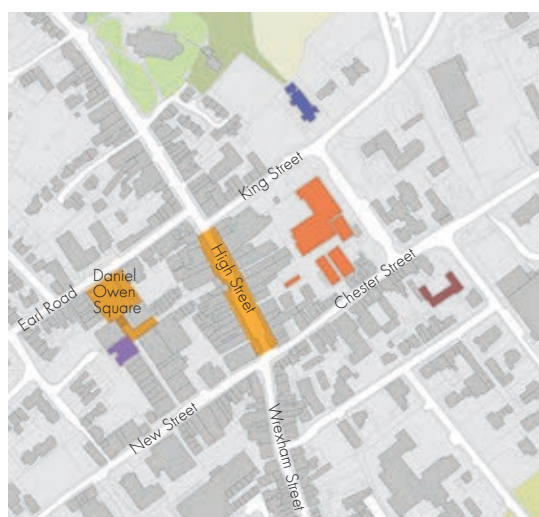 King Street
High Street
Daniel
Owen
Square
Earl Road
Chester Street
New Street
Wrexham Street